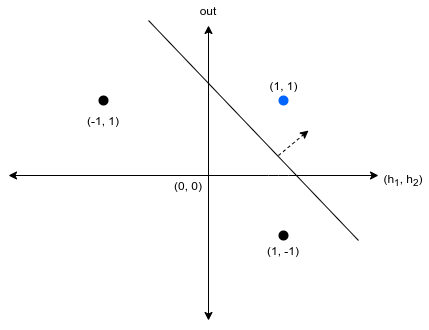 out
(1, 1)
(-1, 1)
(0, 0)
(h₁, h₂)
(1, -1)